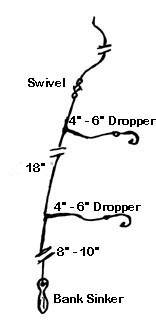 Swivel
4" - 6" Dropper
18"
4" - 6" Dropper
8" - 10"
Bank Sinker